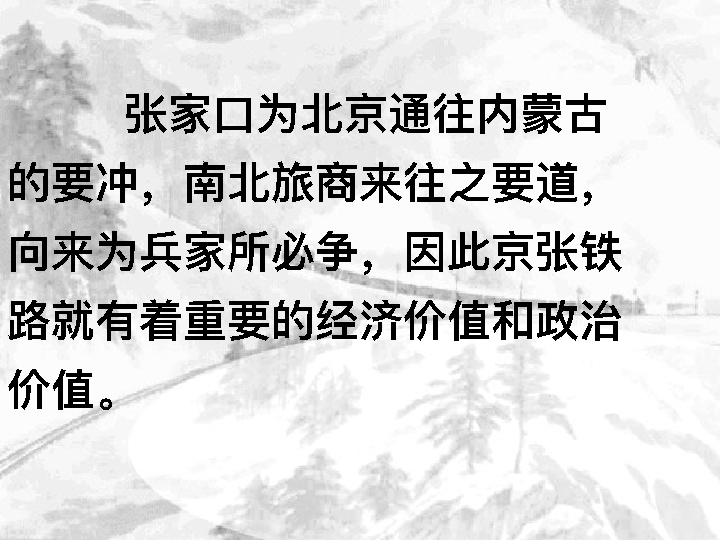 张家口为北京通往内蒙古
的要冲，南北旅商来往之要道，
向来为兵家所必争，因此京张铁
路就有着重要的经济价值和政治
价值。